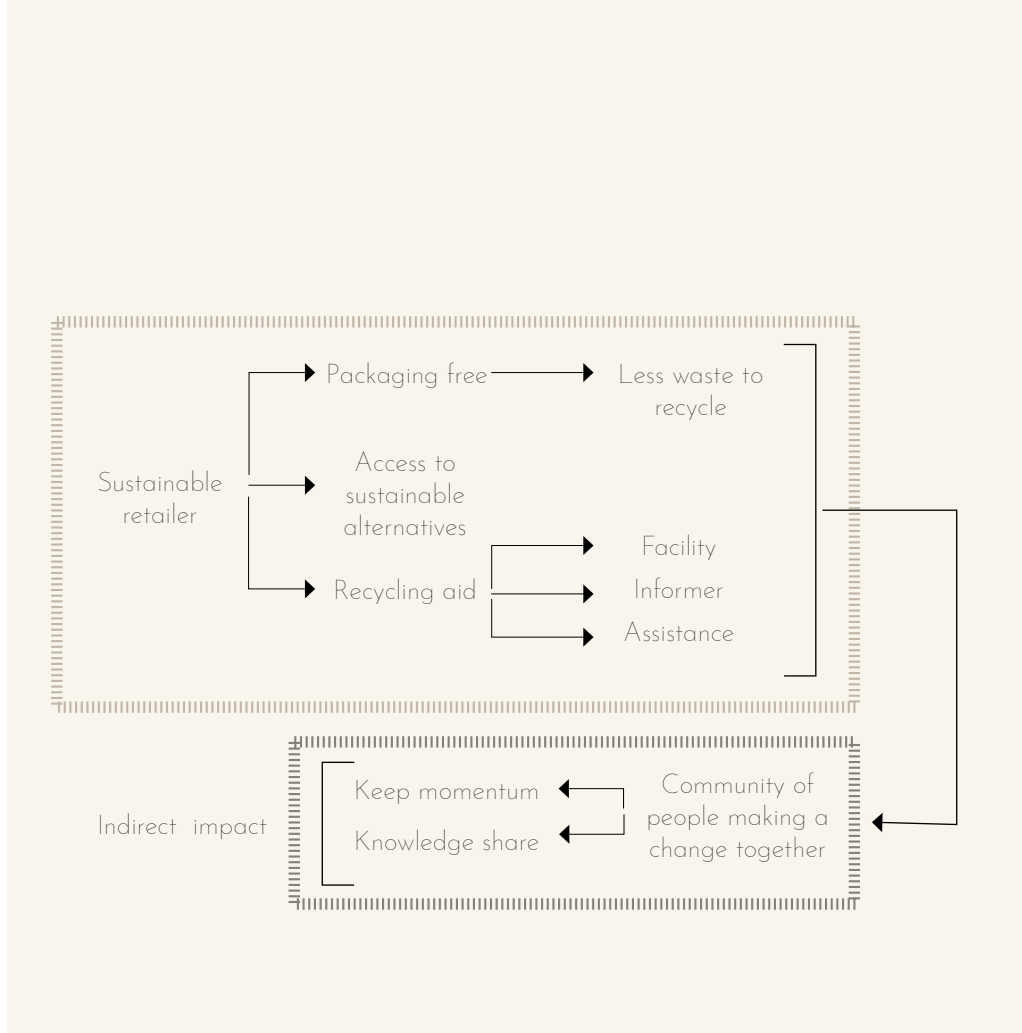 Packaging free
Less waste to
recycle
Sustainable
retailer
Access to
sustainable
alternatives
Recycling aid
Facility
Informer
Assistance
Indirect impact
Keep momentum
Knowledge share
Community of
people making a
change together